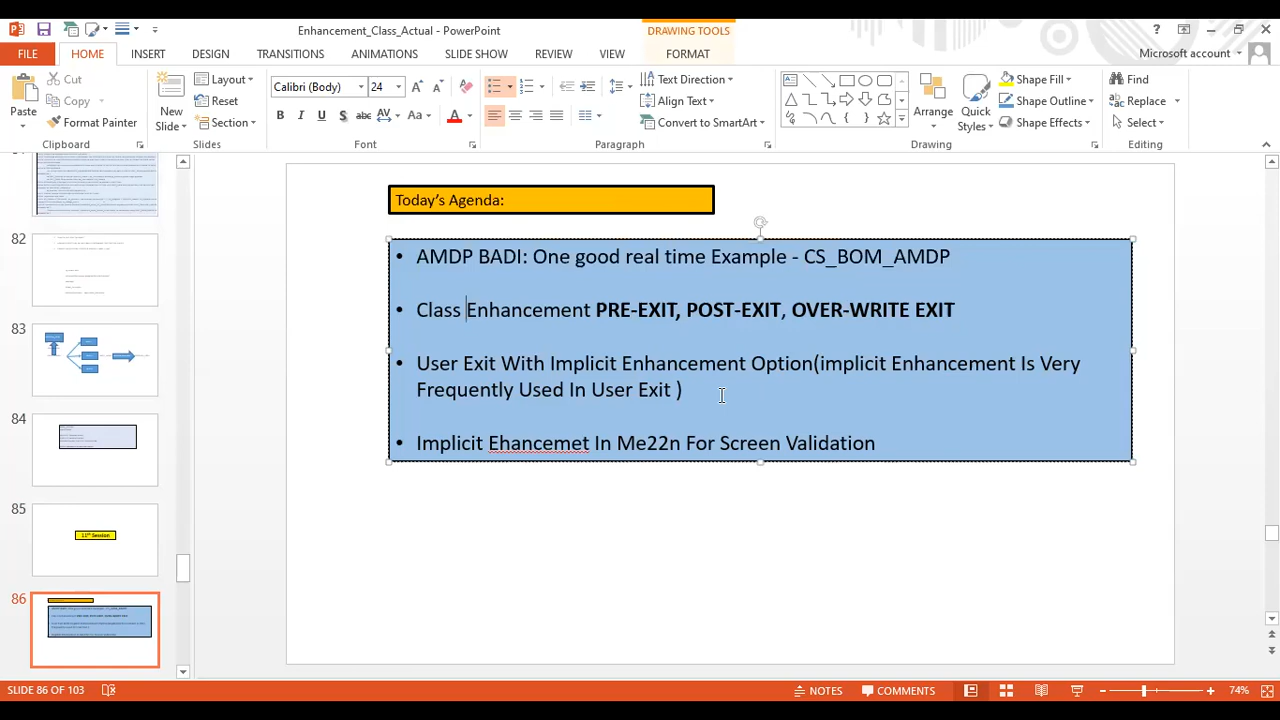 Enhancement_Class_Actual - PowerPoint
DRAWING TOOLS
?
FILE
HOME
INSERT
DESIGN
TRANSITIONS
ANIMATIONS
SLIDE SHOW
REVIEW
VIEW
FORMAT
Microsoft account
Paste
Cut
Copy
Format Painter
Clipboard
New
Slide
Layout
Reset
Section
Slides
Calibri (Body)
24
B I U S abc AV Aa A
Font
Text Direction
Align Text
Convert to SmartArt
Paragraph
Arrange
Quick
Styles
Shape Fill
Shape Outline
Shape Effects
Drawing
Find
Replace
Select
Editing
82
83
84
85
11th Session
86
Today's Agenda:
• AMDP BADI: One good real time Example - CS_BOM_AMDP
• Class Enhancement PRE-EXIT, POST-EXIT, OVER-WRITE EXIT
• User Exit With Implicit Enhancement Option(implicit Enhancement Is Very
Frequently Used In User Exit )
• Implicit Ehancemet In Me22n For Screen Validation
SLIDE 86 OF 103
NOTES
COMMENTS
74%